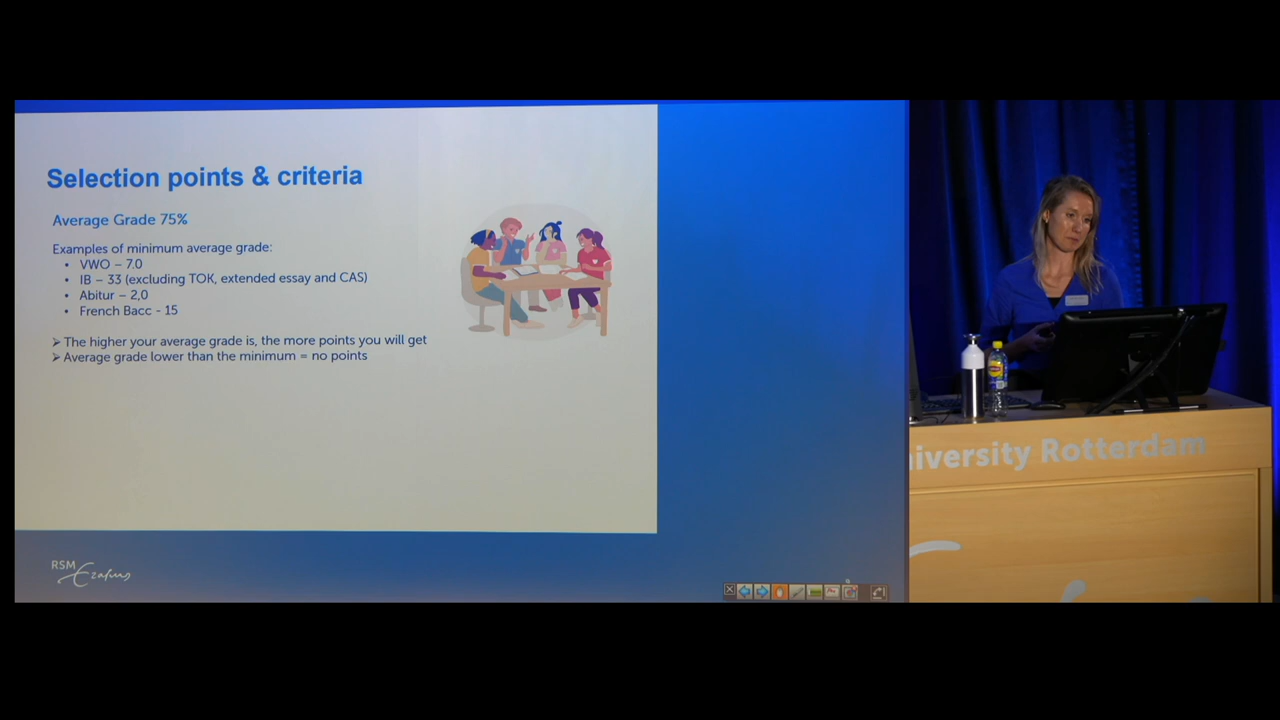 Selection points & criteria
Average Grade 75%
Examples of minimum average grade:
• VWO – 7.0
• IB – 33 (excluding TOK, extended essay and CAS)
• Abitur – 2,0
• French Bacc - 15
➢ The higher your average grade is, the more points you will get
➢ Average grade lower than the minimum = no points
RSM
Erasmus
niversity Rotterdam